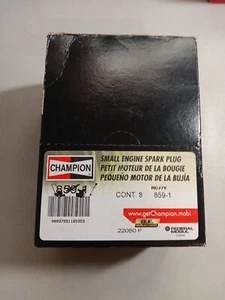 CHAMPION
SMALL ENGINE SPARK PLUG
PETIT MOTEUR DE LA BOUGIE
PEQUEÑO MOTOR DE LA BUJÍA
859-1
RCJ7Y
CONT. 8 859-1
www.getChampion.mobi
22050 P
FEDERAL
MOGUL